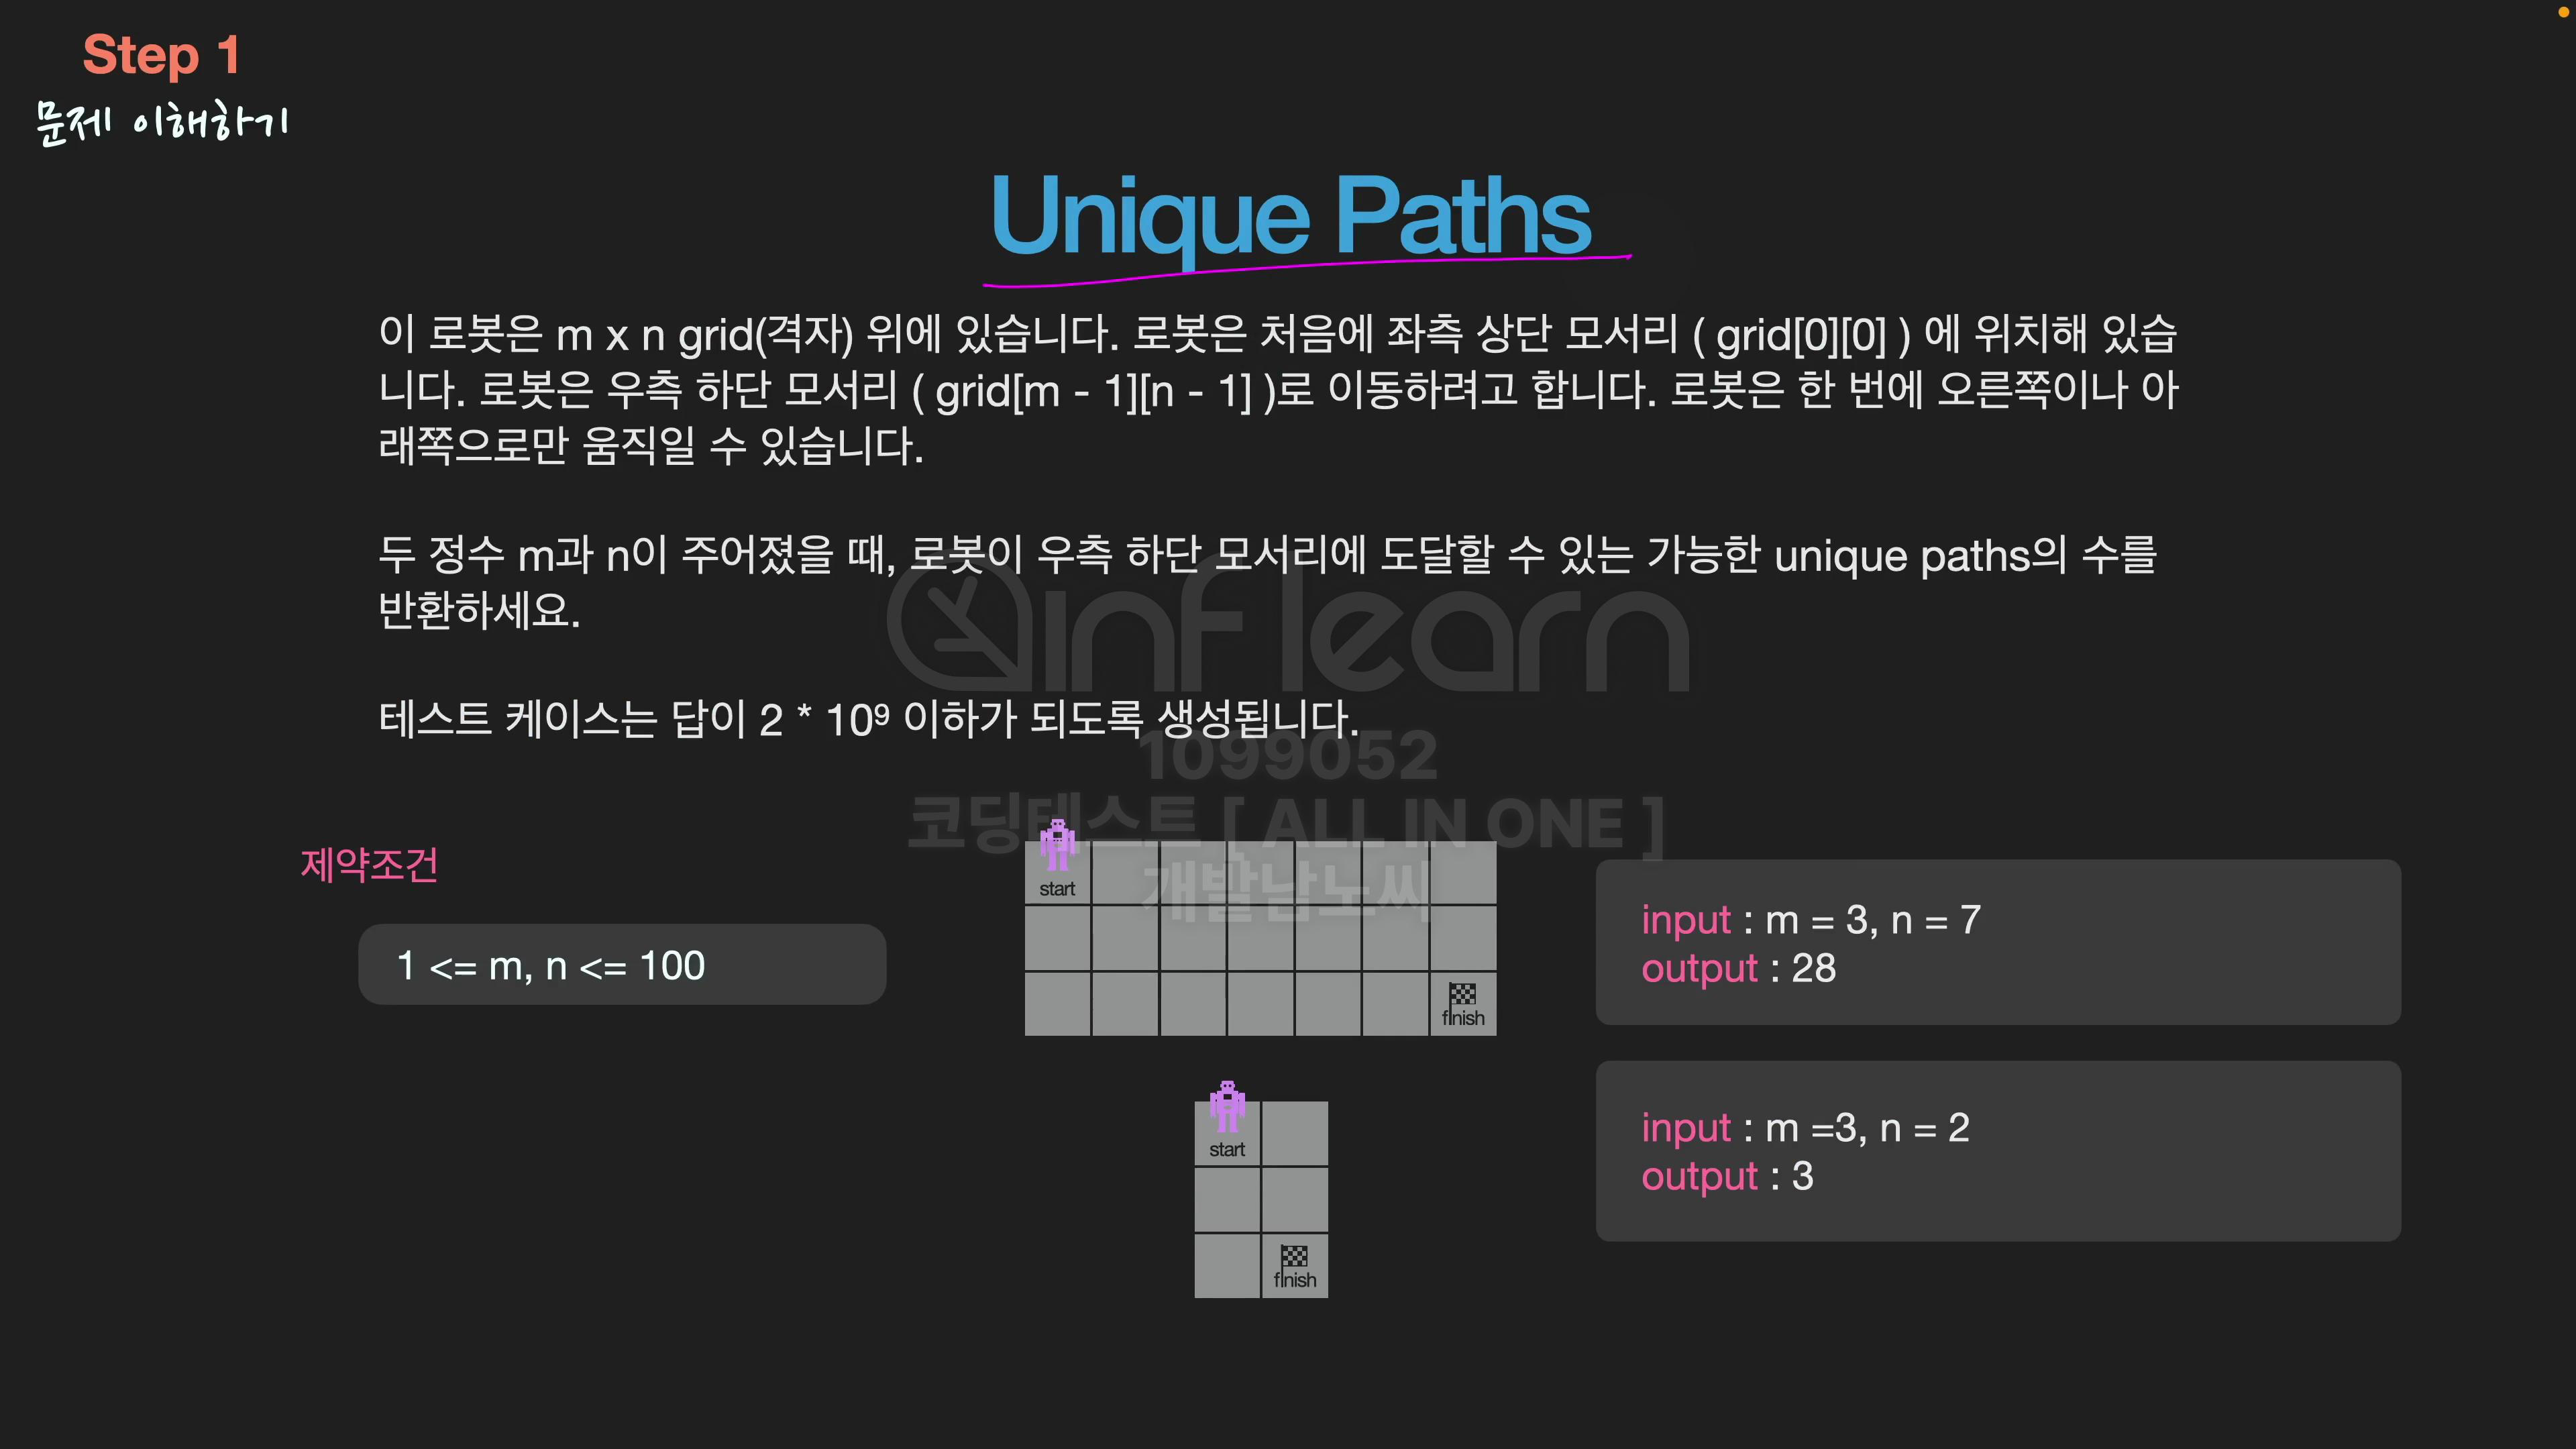 Step 1
문제 이해하기
Unique Paths
이 로봇은 m x n grid(격자) 위에 있습니다. 로봇은 처음에 좌측 상단 모서리 ( grid[0][0] ) 에 위치해 있습
니다. 로봇은 우측 하단 모서리 ( grid[m - 1][n - 1] )로 이동하려고 합니다. 로봇은 한 번에 오른쪽이나 아
래쪽으로만 움직일 수 있습니다.
두 정수 m과 n이 주어졌을 때, 로봇이 우측 하단 모서리에 도달할 수 있는 가능한 unique paths의 수를
반환하세요.
inflearn
테스트 케이스는 답이 2 * 10⁹ 이하가 되도록 생성됩니다.
1099052
코딩테스트 [ ALL IN ONE ]
개발남노씨
제약조건
1 <= m, n <= 100
start
finish
input : m = 3, n = 7
output : 28
start
finish
input : m =3, n = 2
output : 3